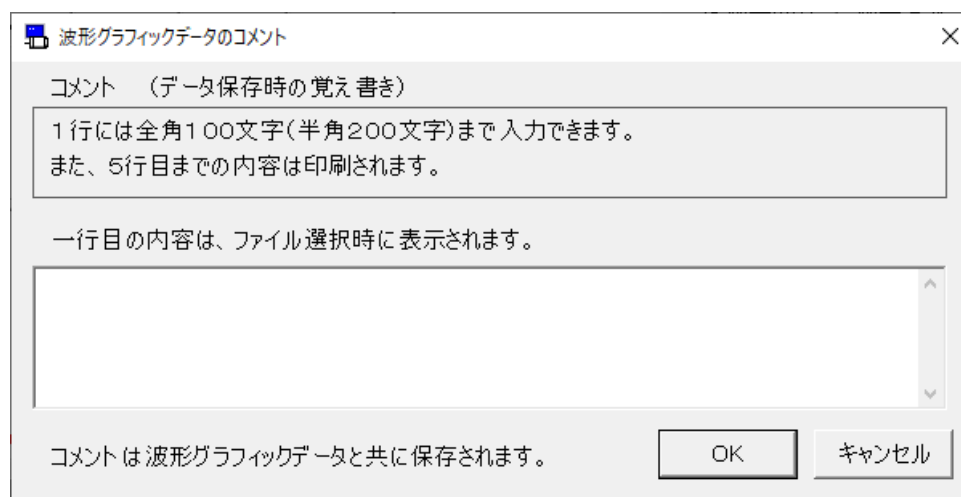 波形グラフィックデータのコメント
コメント　（データ保存時の覚え書き）
１行には全角１００文字(半角２００文字)まで入力できます。
また、５行目までの内容は印刷されます。
一行目の内容は、ファイル選択時に表示されます。
コメントは波形グラフィックデータと共に保存されます。
OK
キャンセル